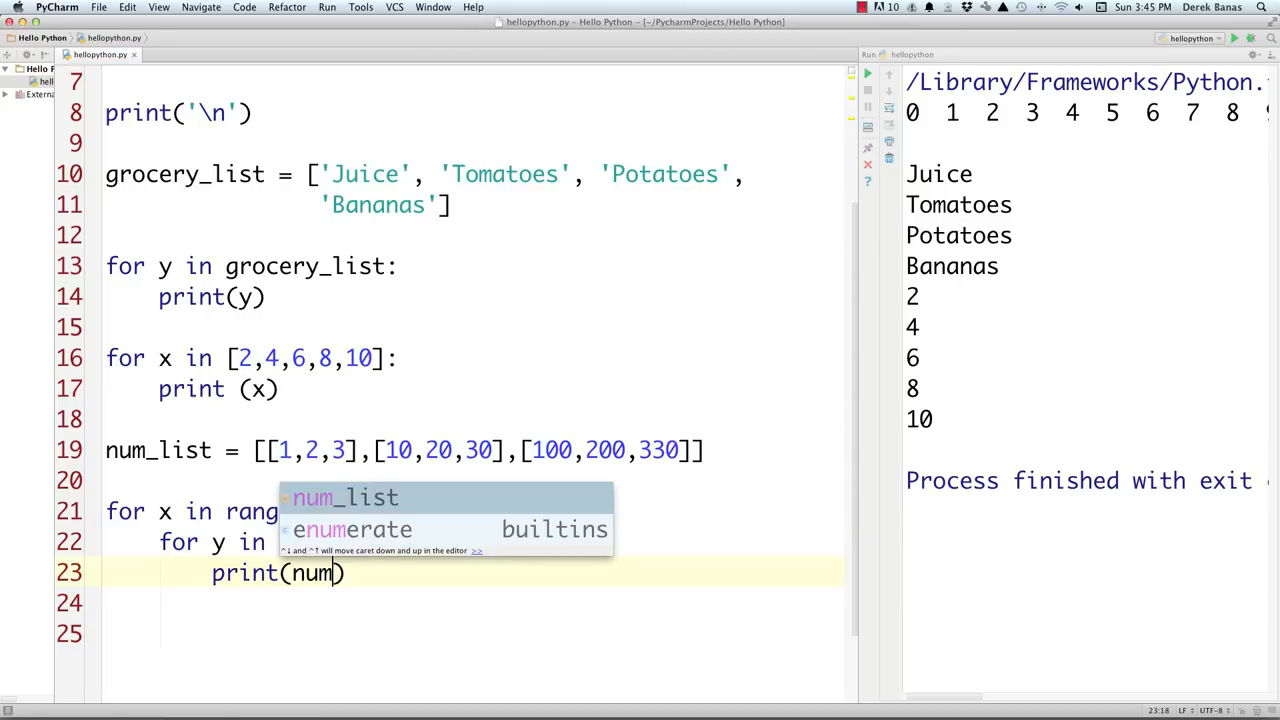 PyCharm File Edit View Navigate Code Refactor Run Tools VCS Window Help 10 Sun 3:45 PM Derek Banas
hellopython.py – Hello Python – [~/PycharmProjects/Hello Python]
Hello Python hellopython.py hellopython
hellopython.py Run hellopython
Hello P
hell
Externa
7
8 print('\n')
9
10 grocery_list = ['Juice', 'Tomatoes', 'Potatoes',
11 'Bananas']
12
13 for y in grocery_list:
14 print(y)
15
16 for x in [2,4,6,8,10]:
17 print (x)
18
19 num_list = [[1,2,3],[10,20,30],[100,200,330]]
20
21 for x in rang
22 for y in
23 print(num)
24
25
num_list
enumerate builtins
^↓ and ^↑ will move caret down and up in the editor >>
/Library/Frameworks/Python.
0 1 2 3 4 5 6 7 8
Juice
Tomatoes
Potatoes
Bananas
2
4
6
8
10
Process finished with exit
23:18 LF UTF-8